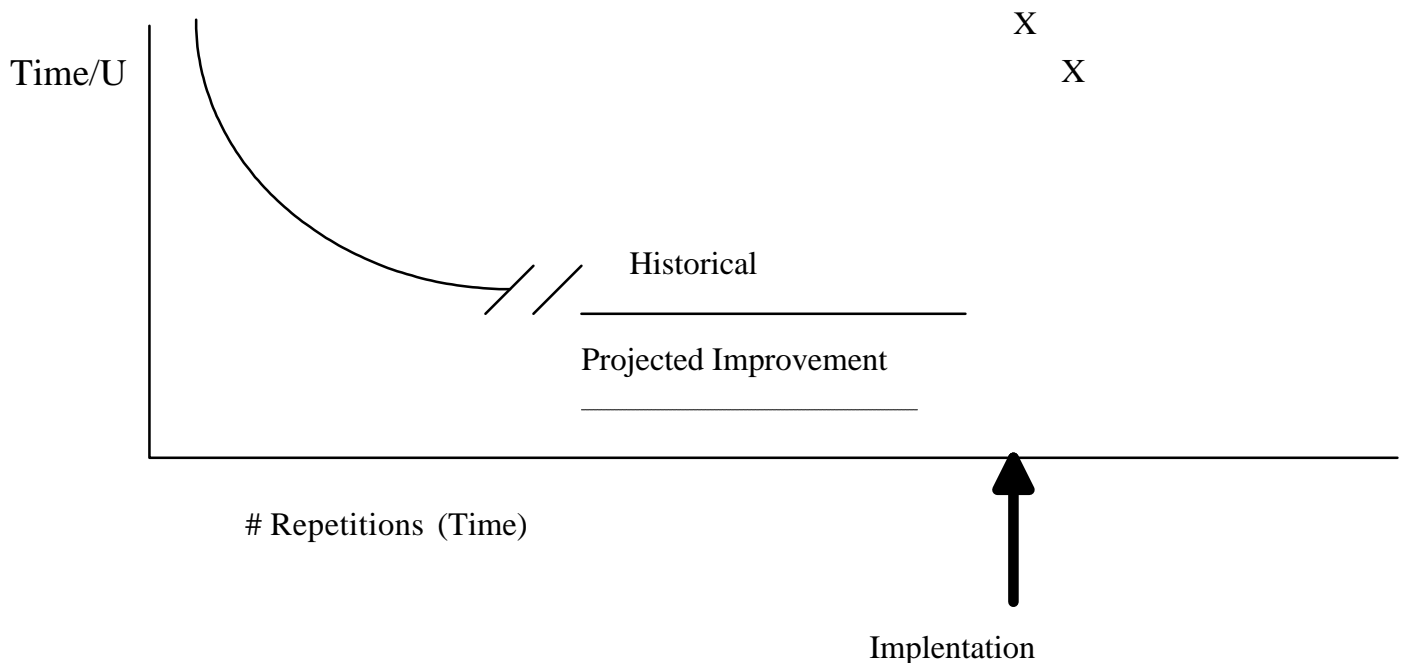 X
Time/U
X
Historical
Projected Improvement
# Repetitions (Time)
Implentation